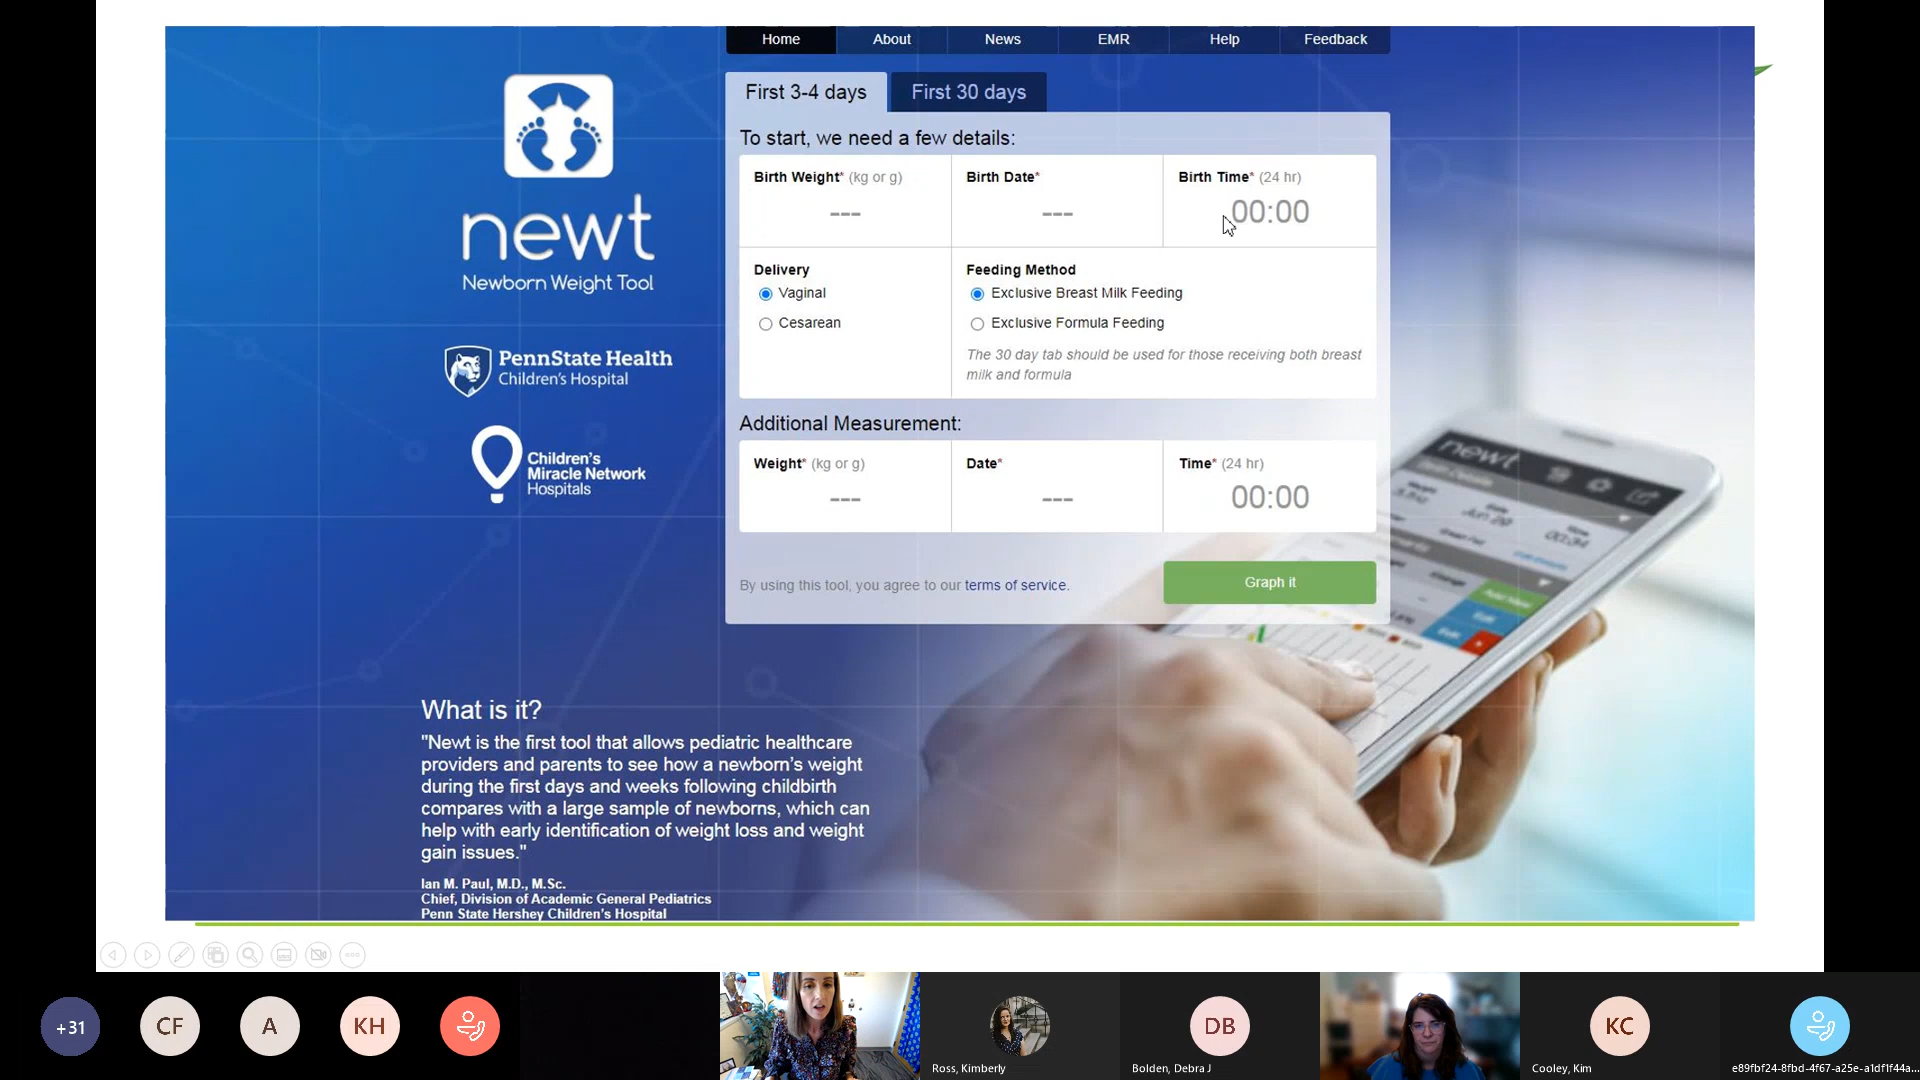 Home About News EMR Help Feedback
First 3-4 days First 30 days
To start, we need a few details:
Birth Weight* (kg or g) Birth Date* Birth Time* (24 hr)
--- --- 00:00
Delivery Feeding Method
Vaginal Exclusive Breast Milk Feeding
Cesarean Exclusive Formula Feeding
The 30 day tab should be used for those receiving both breast
milk and formula
Additional Measurement:
Weight* (kg or g) Date* Time* (24 hr)
--- --- 00:00
By using this tool, you agree to our terms of service.
Graph it
newt
Newborn Weight Tool
PennState Health
Children's Hospital
Children's
Miracle Network
Hospitals
newt
What is it?
"Newt is the first tool that allows pediatric healthcare
providers and parents to see how a newborn's weight
during the first days and weeks following childbirth
compares with a large sample of newborns, which can
help with early identification of weight loss and weight
gain issues."
Ian M. Paul, M.D., M.Sc.
Chief, Division of Academic General Pediatrics
Penn State Hershey Children's Hospital
+31 CF A KH DB KC
Ross, Kimberly Bolden, Debra J Cooley, Kim e89fbf24-8fbd-4f67-a25e-a1df1f44a...